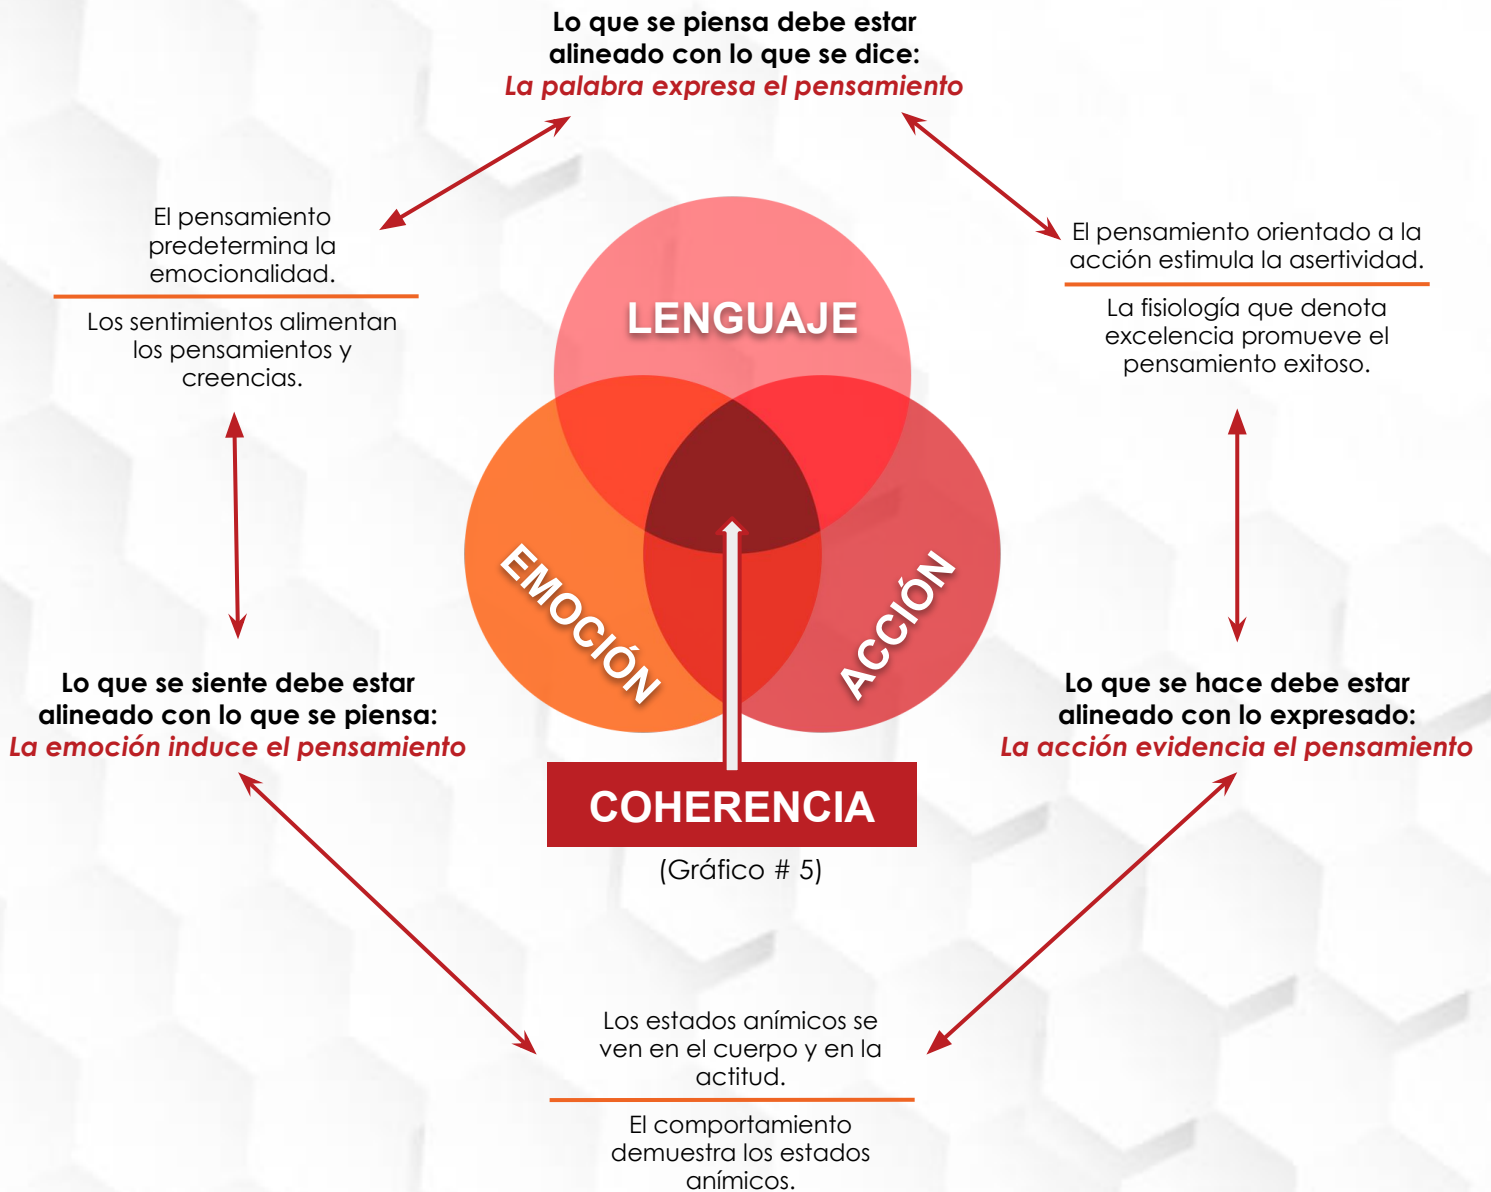 Lo que se piensa debe estar
alineado con lo que se dice:
La palabra expresa el pensamiento
El pensamiento
predetermina la
emocionalidad.
Los sentimientos alimentan
los pensamientos y
creencias.
El pensamiento orientado a la
acción estimula la asertividad.
La fisiología que denota
excelencia promueve el
pensamiento exitoso.
LENGUAJE
EMOCIÓN
ACCIÓN
Lo que se siente debe estar
alineado con lo que se piensa:
La emoción induce el pensamiento
Lo que se hace debe estar
alineado con lo expresado:
La acción evidencia el pensamiento
COHERENCIA
(Gráfico # 5)
Los estados anímicos se
ven en el cuerpo y en la
actitud.
El comportamiento
demuestra los estados
anímicos.